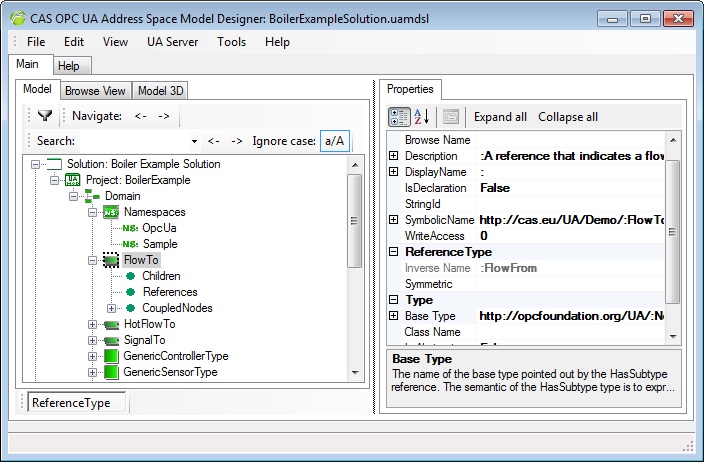 CAS OPC UA Address Space Model Designer: BoilerExampleSolution.uamdsl
File Edit View UA Server Tools Help
Main Help
Model Browse View Model 3D
Navigate: <- ->
Search: <- -> Ignore case: a/A
Solution: Boiler Example Solution
Project: BoilerExample
Domain
Namespaces
OpcUa
Sample
FlowTo
Children
References
CoupledNodes
HotFlowTo
SignalTo
GenericControllerType
GenericSensorType
ReferenceType
Properties
Expand all Collapse all
Browse Name
Description :A reference that indicates a flow
DisplayName :
IsDeclaration False
StringId
SymbolicName http://cas.eu/UA/Demo/:FlowTo
WriteAccess 0
ReferenceType
Inverse Name :FlowFrom
Symmetric
Type
Base Type http://opcfoundation.org/UA/:No
Class Name
Base Type
The name of the base type pointed out by the HasSubtype
reference. The semantic of the HasSubtype type is to expr...